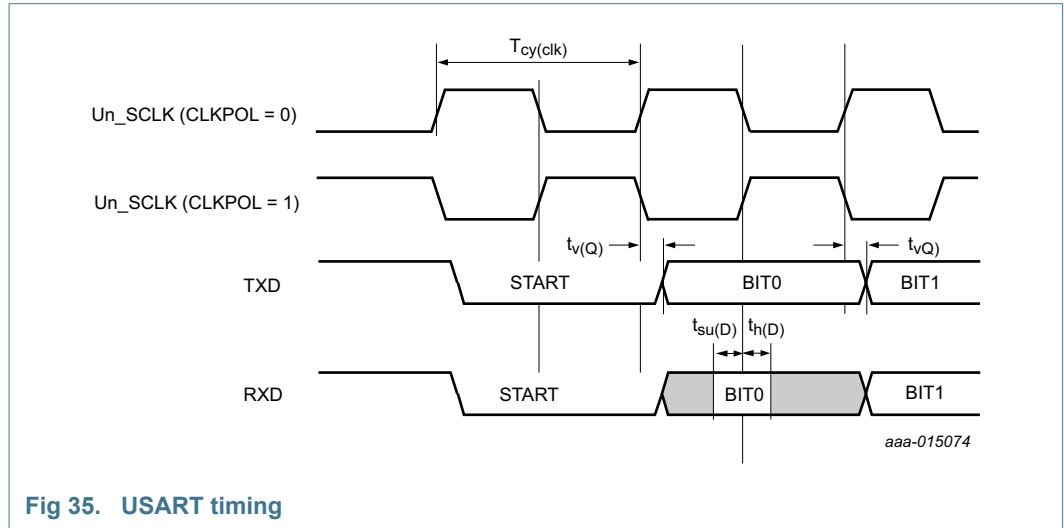 Tcy(clk)
Un_SCLK (CLKPOL = 0)
Un_SCLK (CLKPOL = 1)
tv(Q)
tvQ)
TXD
START
BIT0
BIT1
tsu(D)
th(D)
RXD
START
BIT0
BIT1
aaa-015074
Fig 35. USART timing